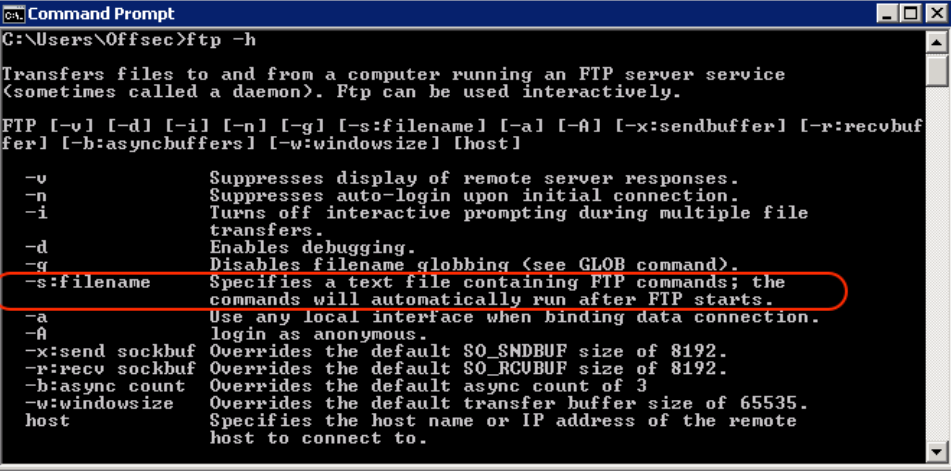 Command Prompt
C:\Users\Offsec>ftp -h
Transfers files to and from a computer running an FTP server service
(sometimes called a daemon). Ftp can be used interactively.
FTP [-v] [-d] [-i] [-n] [-g] [-s:filename] [-a] [-A] [-x:sendbuffer] [-r:recvbuf
fer] [-b:asyncbuffers] [-w:windowsize] [host]
-v Suppresses display of remote server responses.
-n Suppresses auto-login upon initial connection.
-i Turns off interactive prompting during multiple file
transfers.
-d Enables debugging.
-g Disables filename globbing (see GLOB command).
-s:filename Specifies a text file containing FTP commands; the
commands will automatically run after FTP starts.
-a Use any local interface when binding data connection.
-A login as anonymous.
-x:send sockbuf Overrides the default SO_SNDBUF size of 8192.
-r:recv sockbuf Overrides the default SO_RCVBUF size of 8192.
-b:async count Overrides the default async count of 3
-w:windowsize Overrides the default transfer buffer size of 65535.
host Specifies the host name or IP address of the remote
host to connect to.